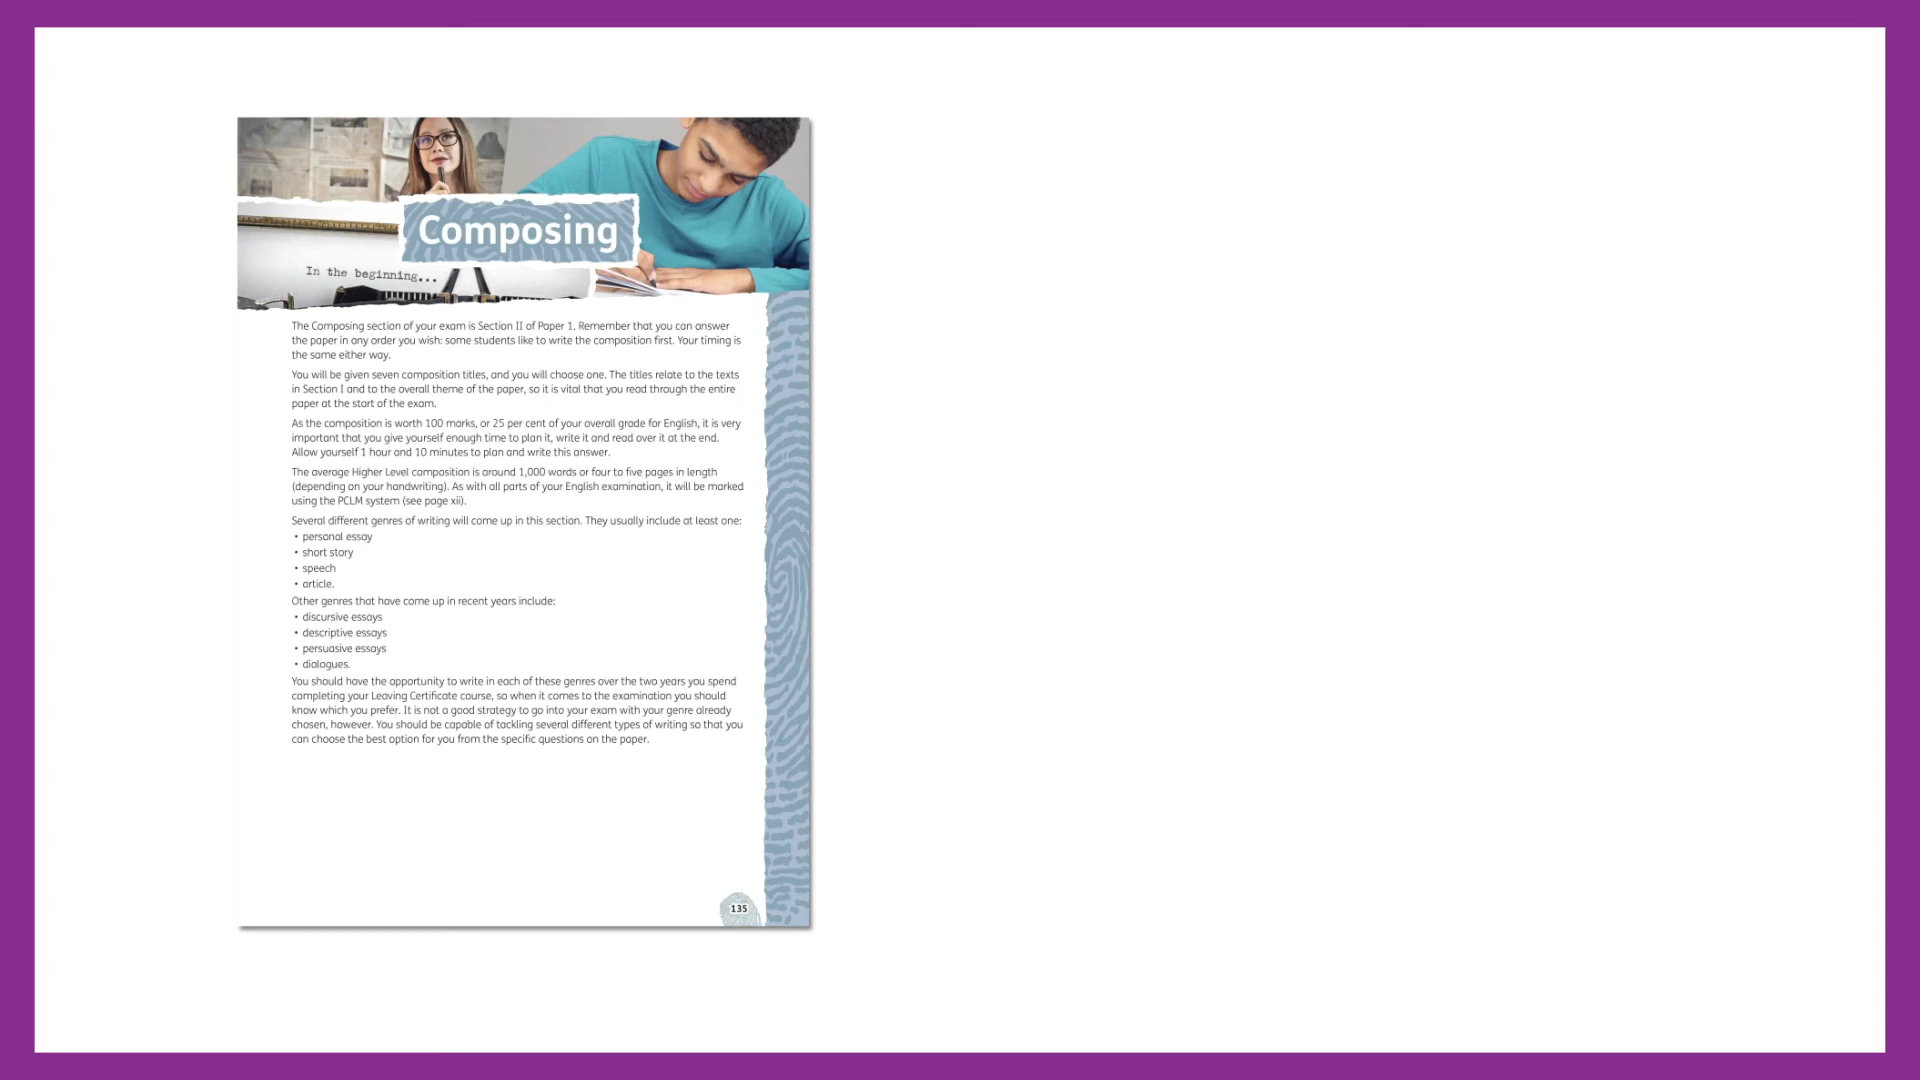 Composing
In the beginning...
The Composing section of your exam is Section II of Paper 1. Remember that you can answer
the paper in any order you wish: some students like to write the composition first. Your timing is
the same either way.
You will be given seven composition titles, and you will choose one. The titles relate to the texts
in Section I and to the overall theme of the paper, so it is vital that you read through the entire
paper at the start of the exam.
As the composition is worth 100 marks, or 25 per cent of your overall grade for English, it is very
important that you give yourself enough time to plan it, write it and read over it at the end.
Allow yourself 1 hour and 10 minutes to plan and write this answer.
The average Higher Level composition is around 1,000 words or four to five pages in length
(depending on your handwriting). As with all parts of your English examination, it will be marked
using the PCLM system (see page xii).
Several different genres of writing will come up in this section. They usually include at least one:
• personal essay
• short story
• speech
• article.
Other genres that have come up in recent years include:
• discursive essays
• descriptive essays
• persuasive essays
• dialogues.
You should have the opportunity to write in each of these genres over the two years you spend
completing your Leaving Certificate course, so when it comes to the examination you should
know which you prefer. It is not a good strategy to go into your exam with your genre already
chosen, however. You should be capable of tackling several different types of writing so that you
can choose the best option for you from the specific questions on the paper.
135